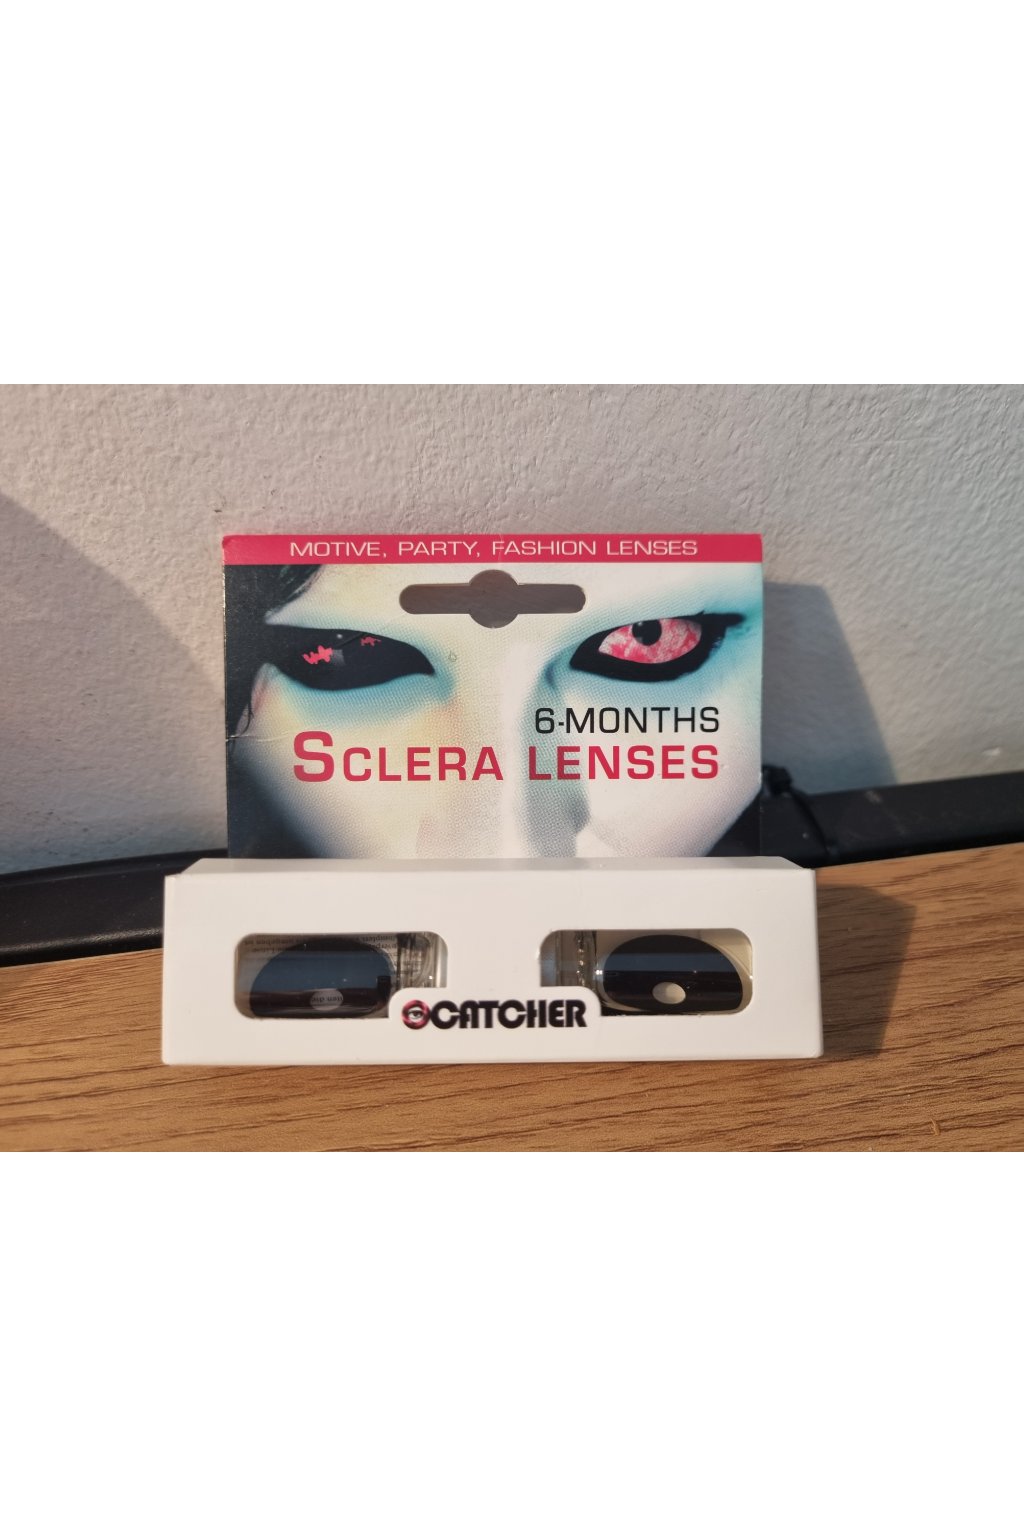 MOTIVE, PARTY, FASHION LENSES
6-MONTHS
SCLERA LENSES
CATCHER